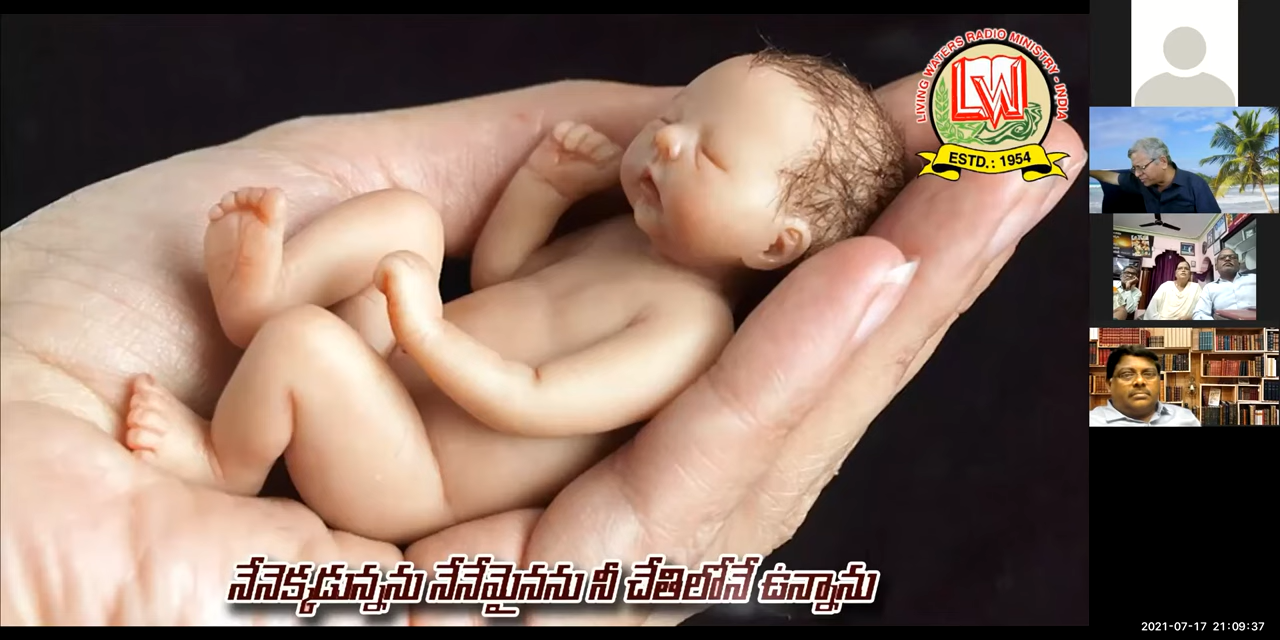 LIVING WATERS RADIO MINISTRY - INDIA
LW
ESTD.: 1954
నేనెక్కడున్నను నేనేమైనను నీ చేతిలోనే ఉన్నాను
2021-07-17 21:09:37